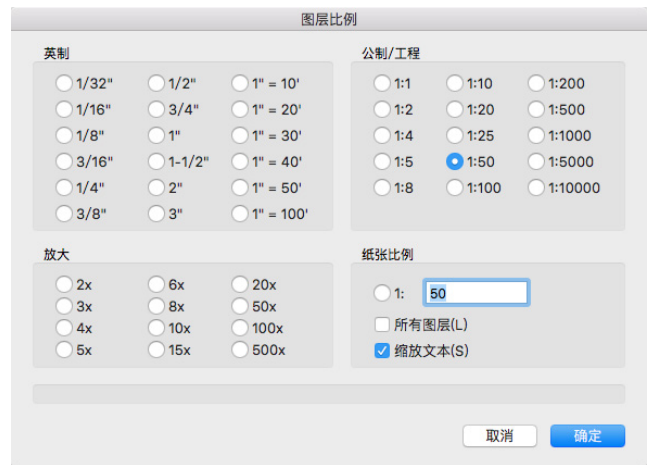 图层比例
英制
1/32" 1/2" 1" = 10'
1/16" 3/4" 1" = 20'
1/8" 1" 1" = 30'
3/16" 1-1/2" 1" = 40'
1/4" 2" 1" = 50'
3/8" 3" 1" = 100'
公制/工程
1:1 1:10 1:200
1:2 1:20 1:500
1:4 1:25 1:1000
1:5 1:50 1:5000
1:8 1:100 1:10000
放大
2x 6x 20x
3x 8x 50x
4x 10x 100x
5x 15x 500x
纸张比例
1: 50
所有图层(L)
缩放文本(S)
取消 确定